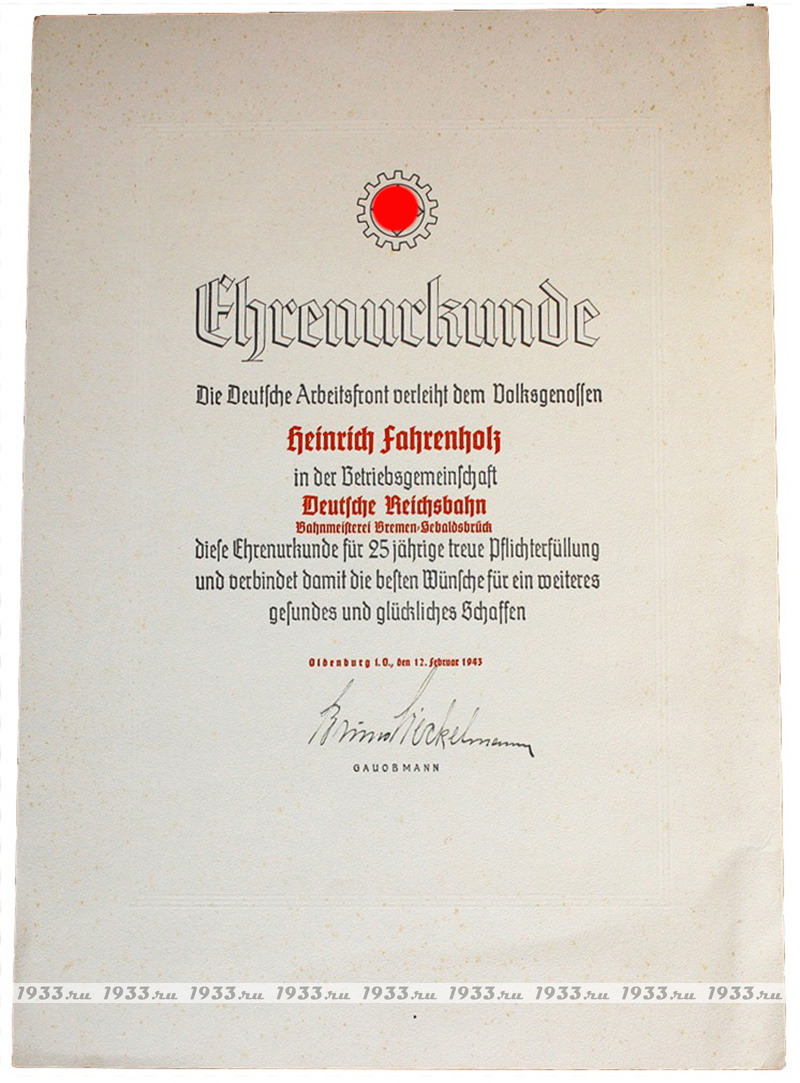 Ehrenurkunde
Die Deutsche Arbeitsfront verleiht dem Volksgenossen
Heinrich Fahrenholz
in der Betriebsgemeinschaft
Deutsche Reichsbahn
Bahnmeisterei Bremen-Sebaldsbrück
diese Ehrenurkunde für 25 jährige treue Pflichterfüllung
und verbindet damit die besten Wünsche für ein weiteres
gesundes und glückliches Schaffen
Oldenburg i.O., den 12. Februar 1943
Bruno Dieckelmann
GAUOBMANN
1933.ru 1933.ru 1933.ru 1933.ru 1933.ru 1933.ru 1933.ru 1933.ru 1933.ru